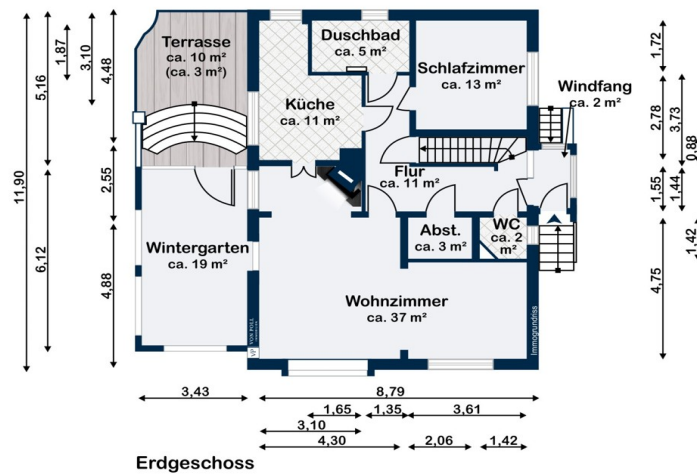 Terrasse
ca. 10 m²
(ca. 3 m²)
Duschbad
ca. 5 m²
Schlafzimmer
ca. 13 m²
Windfang
ca. 2 m²
Küche
ca. 11 m²
Flur
ca. 11 m²
Abst.
ca. 3 m²
WC
ca. 2
m²
Wintergarten
ca. 19 m²
Wohnzimmer
ca. 37 m²
VON POLL
VP
Immogrundriss
11,90
5,16
6,12
1,87
3,10
4,48
2,55
4,88
1,72
2,78
3,73
0,88
1,55
1,44
1,42
4,75
3,43
8,79
1,65
1,35
3,61
3,10
4,30
2,06
1,42
Erdgeschoss